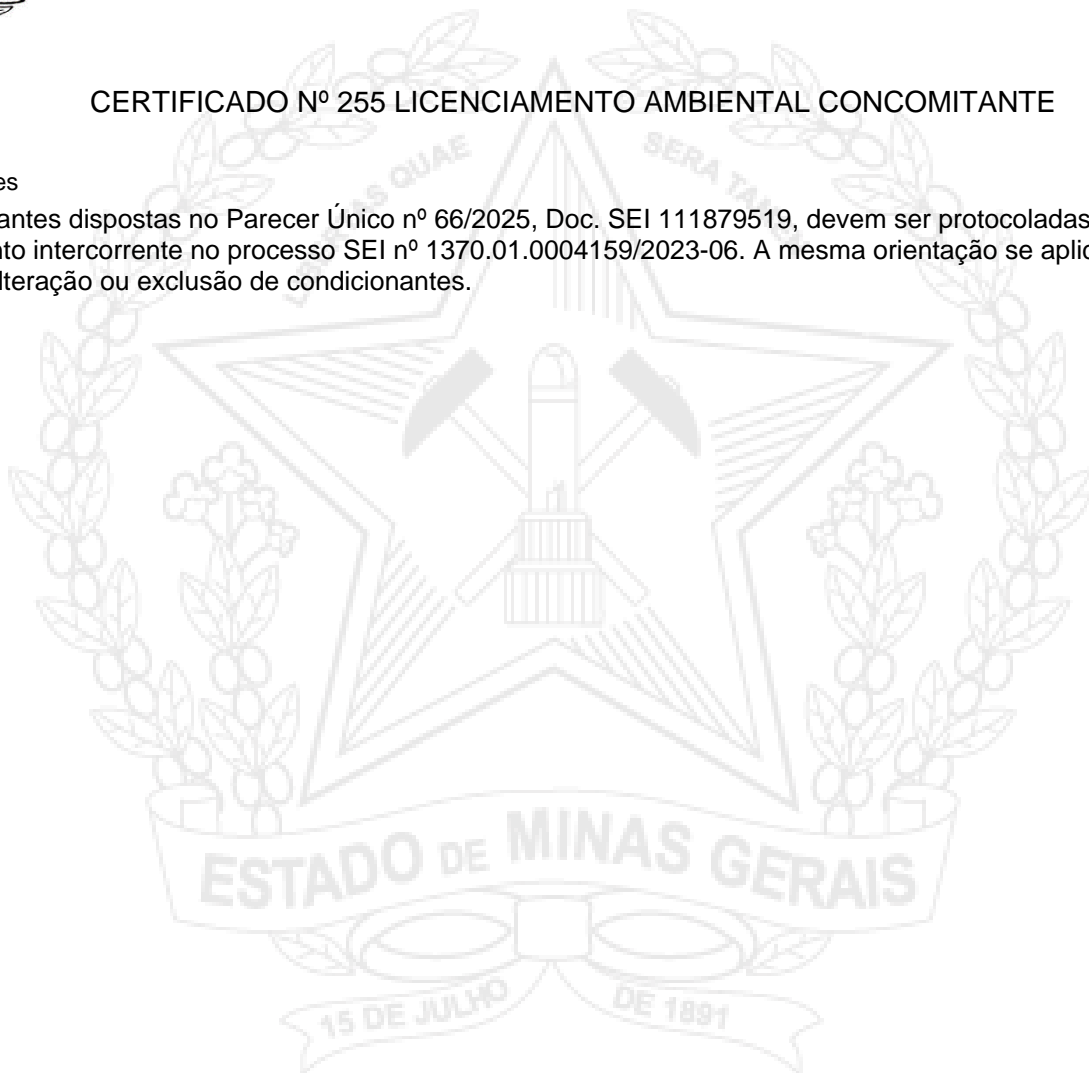 CERTIFICADO Nº 255 LICENCIAMENTO AMBIENTAL CONCOMITANTE
es
antes dispostas no Parecer Único nº 66/2025, Doc. SEI 111879519, devem ser protocoladas
nto intercorrente no processo SEI nº 1370.01.0004159/2023-06. A mesma orientação se aplic
lteração ou exclusão de condicionantes.
QUAE SERA
ESTADO DE MINAS GERAIS
15 DE JULHO DE 1891